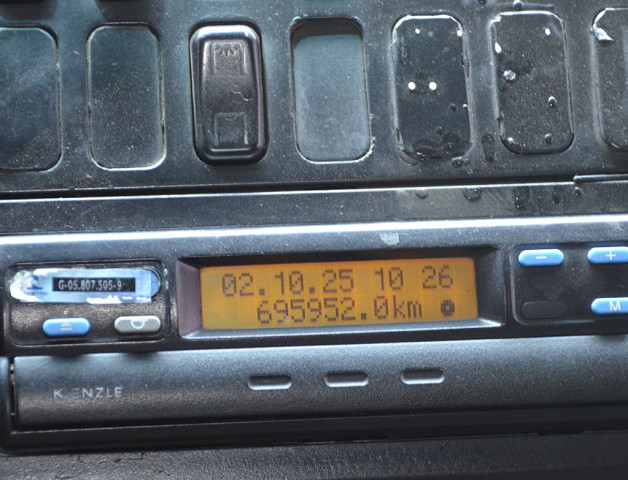 G-05.807.505-9
02.10.25 10 26
695952.0km
− +
M
KIENZLE